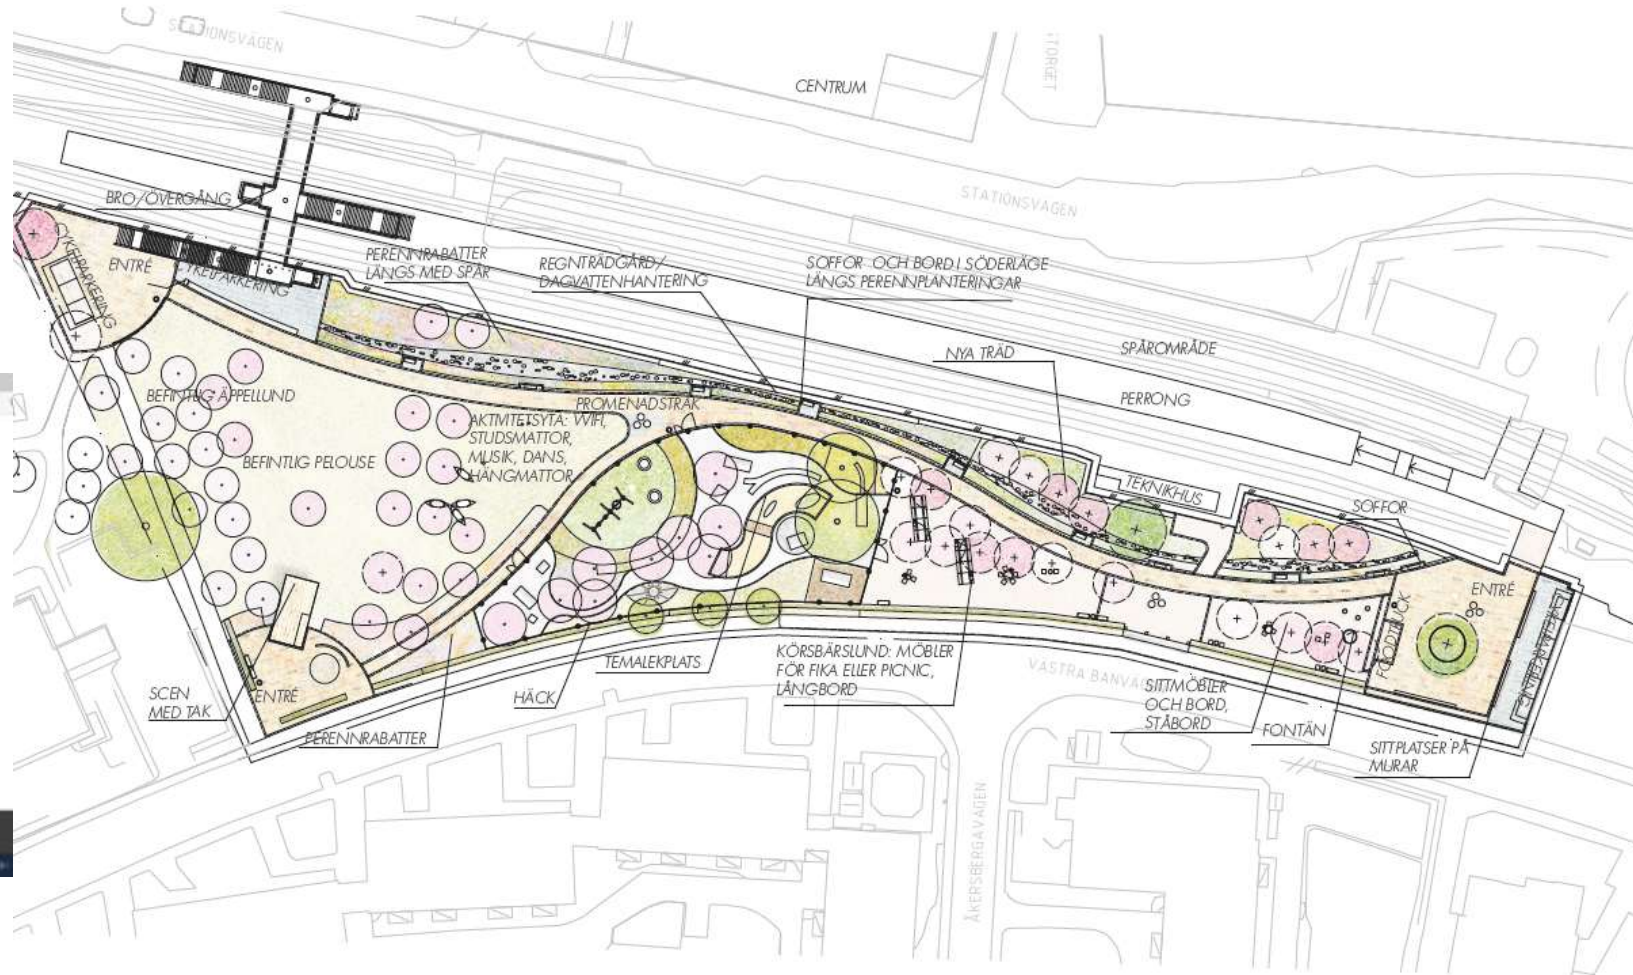 STATIONSVÄGEN
CENTRUM
STATIONSVÄGEN
BRO/ÖVERGÅNG
CYKELPARKERING
ENTRÉ
CYKELPARKERING
PERENNRABATTER
LÄNGS MED SPÅR
REGNTRÄDGÅRD/
DAGVATTENHANTERING
SOFFOR OCH BORD I SÖDERLÄGE
LÄNGS PERENNPLANTERINGAR
NYA TRÄD
SPÅROMRÅDE
PERRONG
BEFINTLIG ÄPPELLUND
PROMENADSTRÅK
AKTIVITETSYTA: WIFI,
STUDSMATTOR,
MUSIK, DANS,
HÄNGMATTOR
BEFINTLIG PELOUSE
TEKNIKHUS
SOFFOR
ENTRÉ
FOODTRUCK
SCEN
MED TAK
ENTRÉ
PERENNRABATTER
HÄCK
TEMALEKPLATS
KÖRSBÄRSLUND: MÖBLER
FÖR FIKA ELLER PICNIC,
LÅNGBORD
SITTMÖBLER
OCH BORD,
STÅBORD
FONTÄN
SITTPLATSER PÅ
MURAR
ÅKERSBERGAVÄGEN